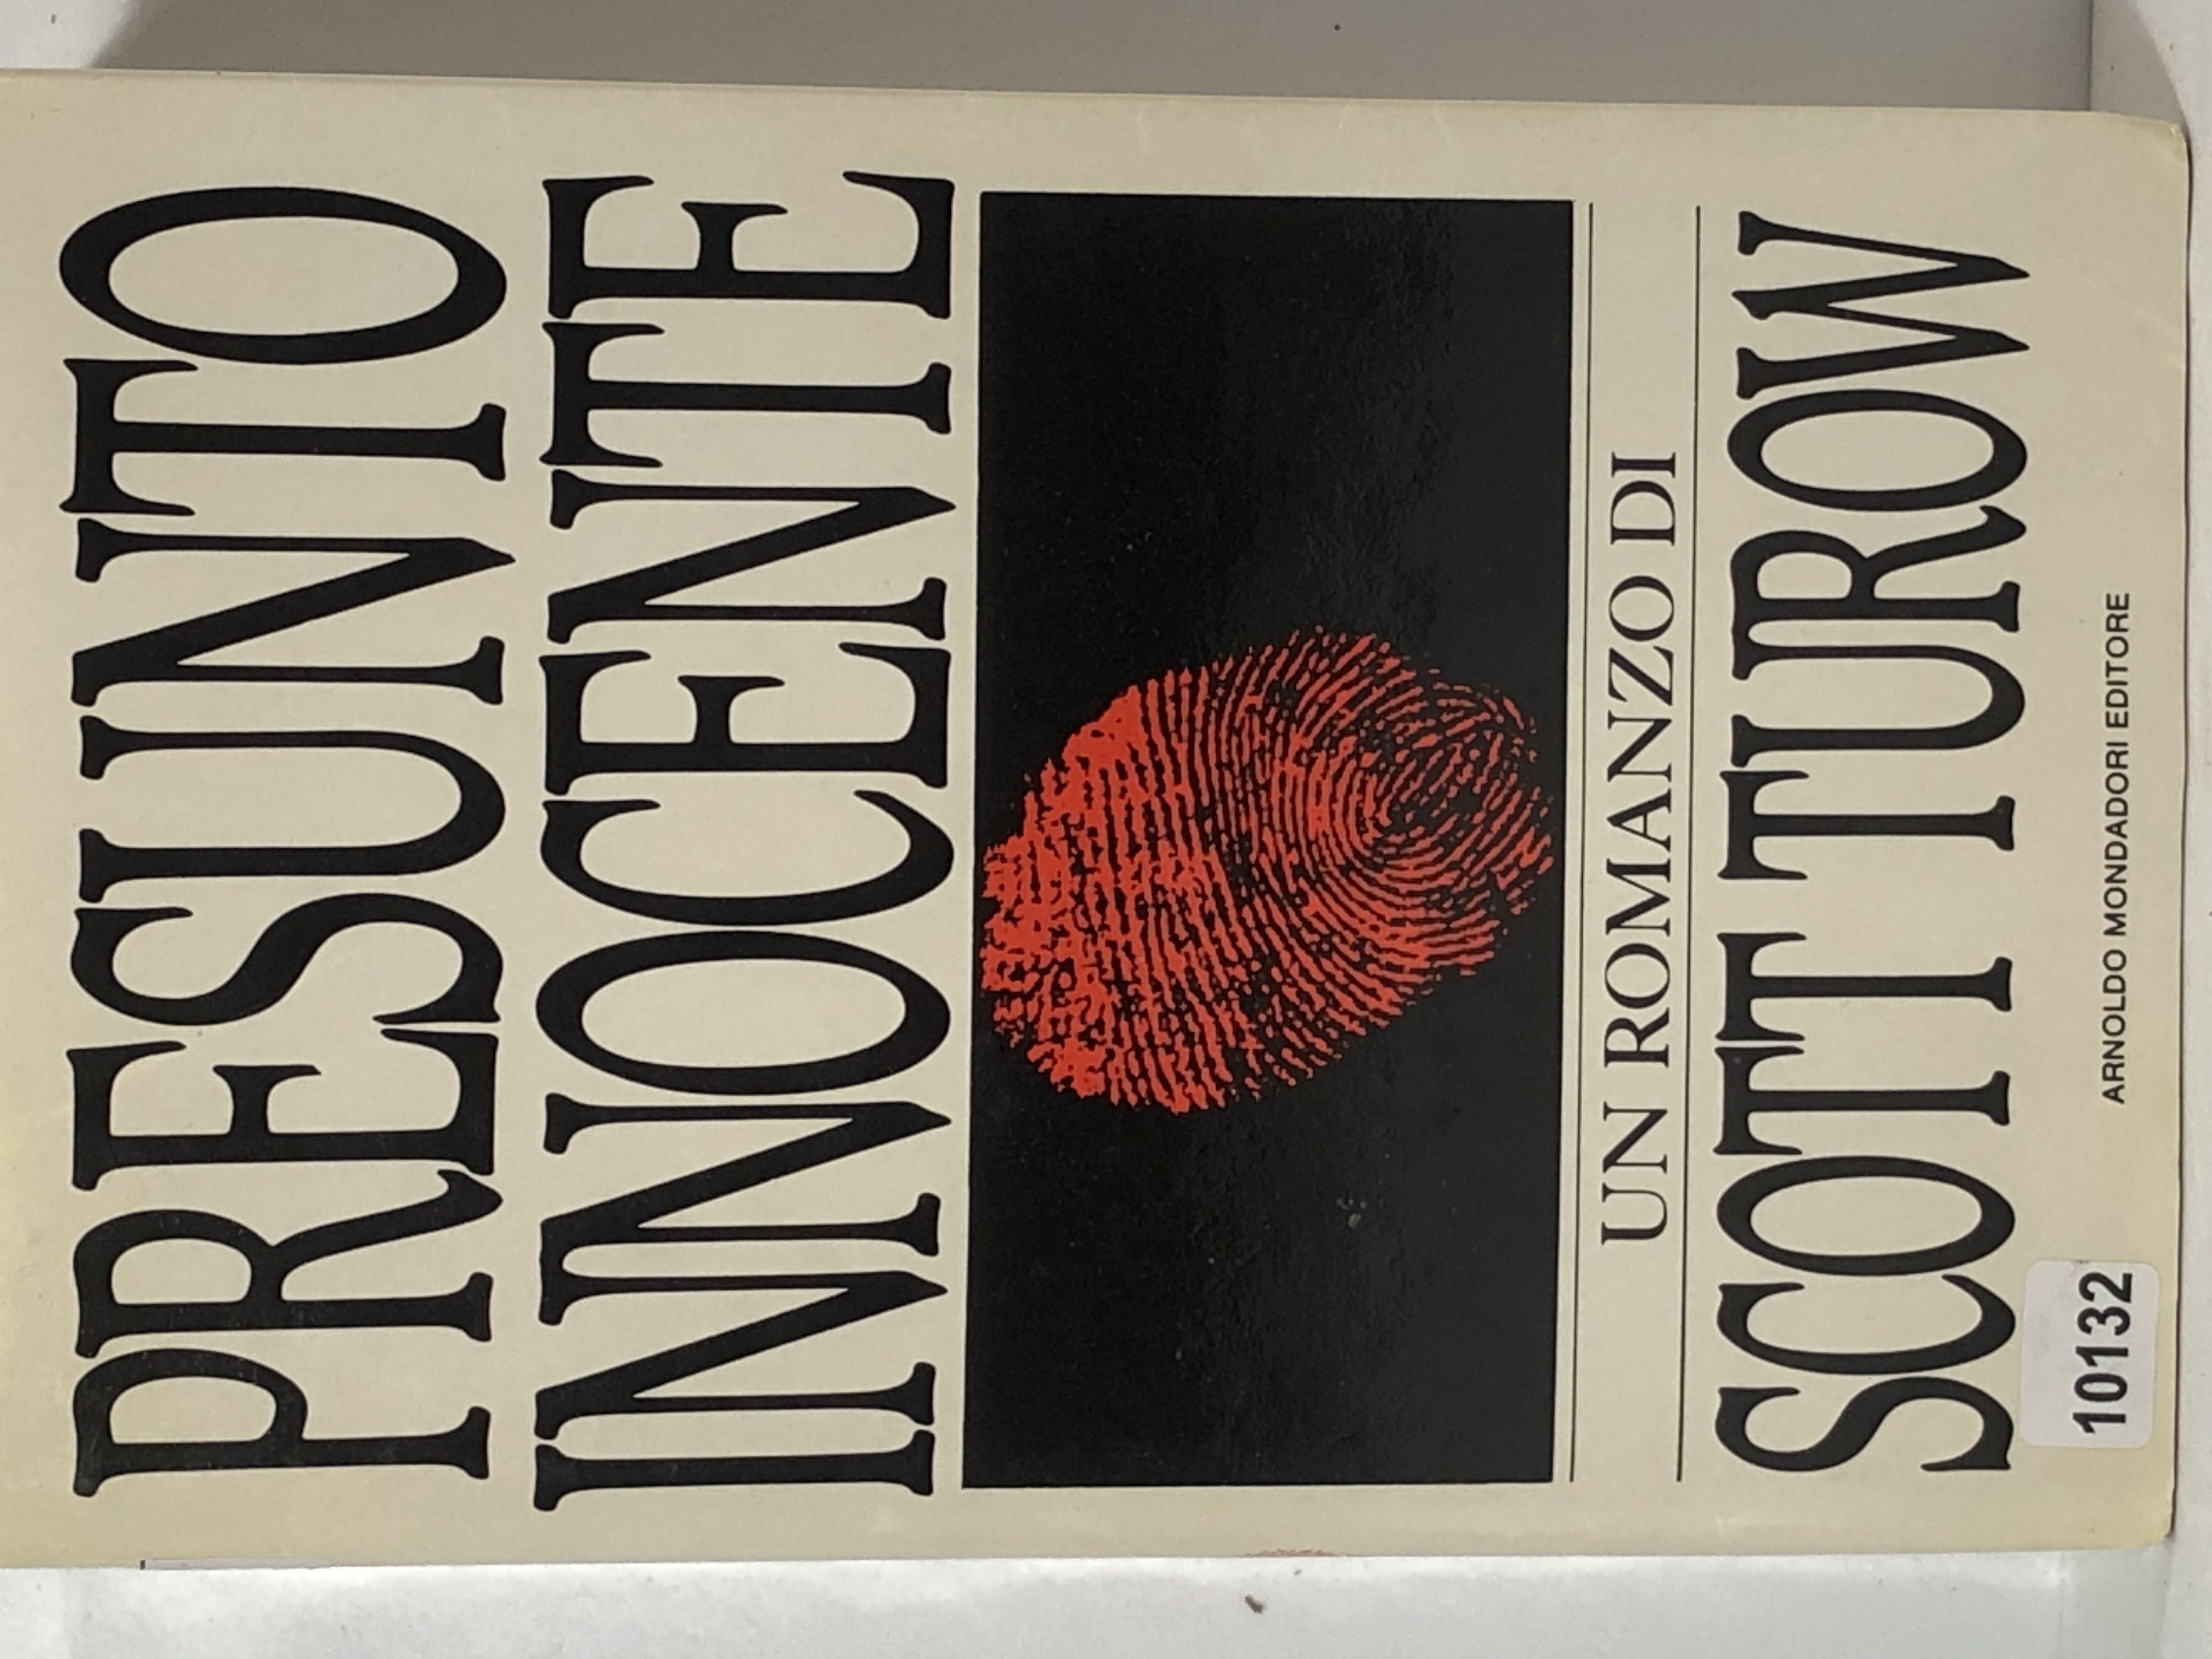 PRESUNTO
INNOCENTE
UN ROMANZO DI
SCOTT TUROW
10132
ARNOLDO MONDADORI EDITORE